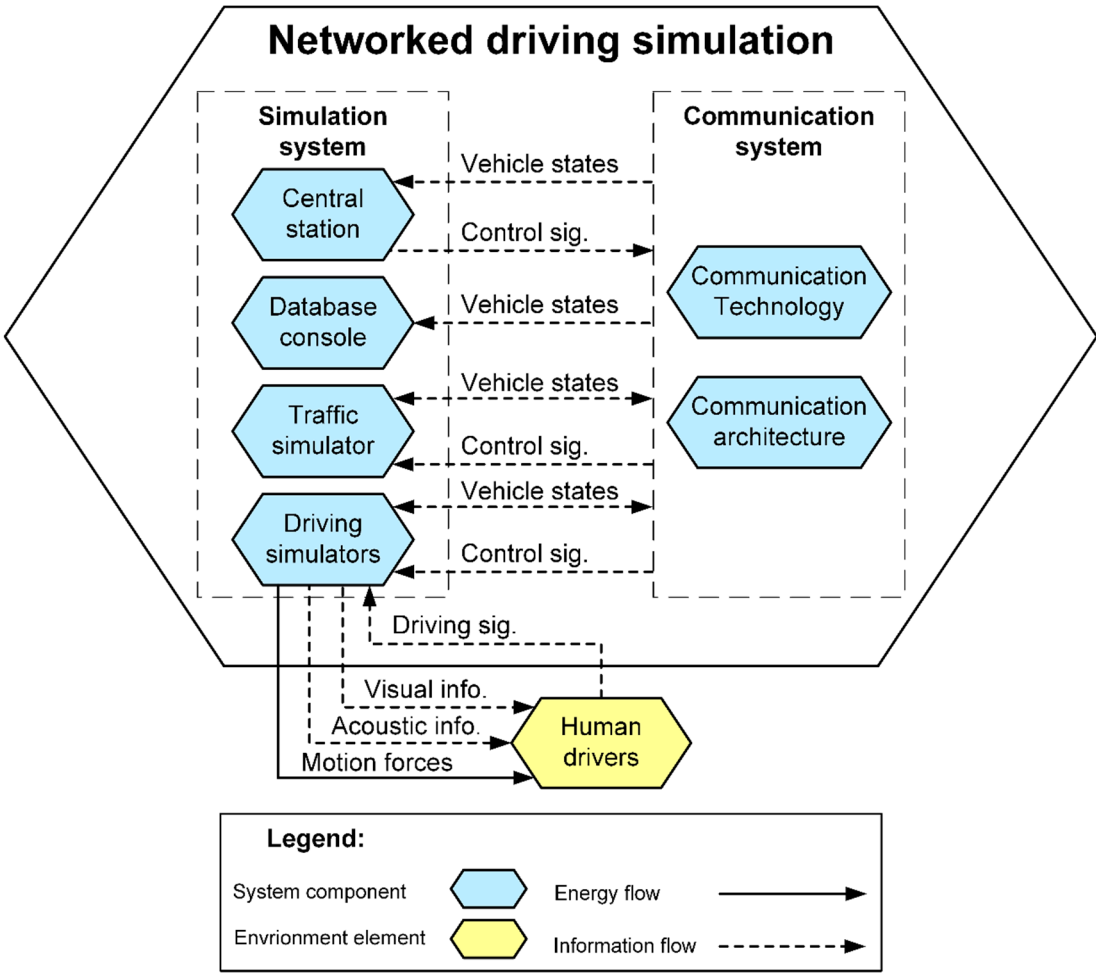 Networked driving simulation
Simulation
system
Communication
system
Central
station
Vehicle states
Control sig.
Database
console
Vehicle states
Communication
Technology
Traffic
simulator
Vehicle states
Control sig.
Communication
architecture
Driving
simulators
Vehicle states
Control sig.
Driving sig.
Visual info.
Acoustic info.
Motion forces
Human
drivers
Legend:
System component
Energy flow
Envrionment element
Information flow